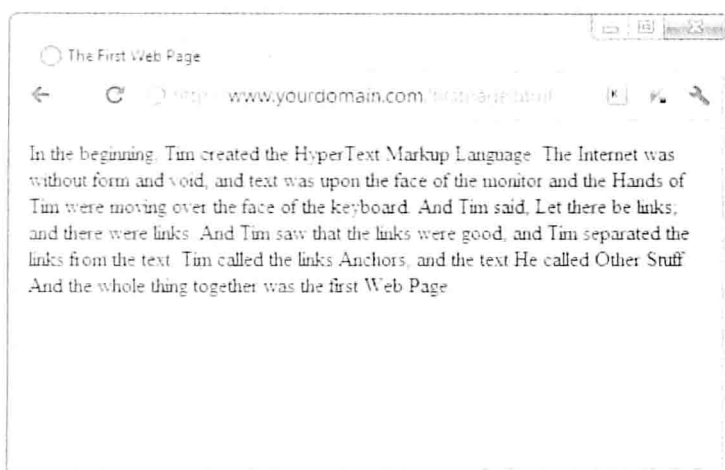 The First Web Page
www.yourdomain.com/firstpage.html
In the beginning, Tim created the HyperText Markup Language. The Internet was
without form and void, and text was upon the face of the monitor and the Hands of
Tim were moving over the face of the keyboard. And Tim said, Let there be links;
and there were links. And Tim saw that the links were good, and Tim separated the
links from the text. Tim called the links Anchors, and the text He called Other Stuff.
And the whole thing together was the first Web Page.